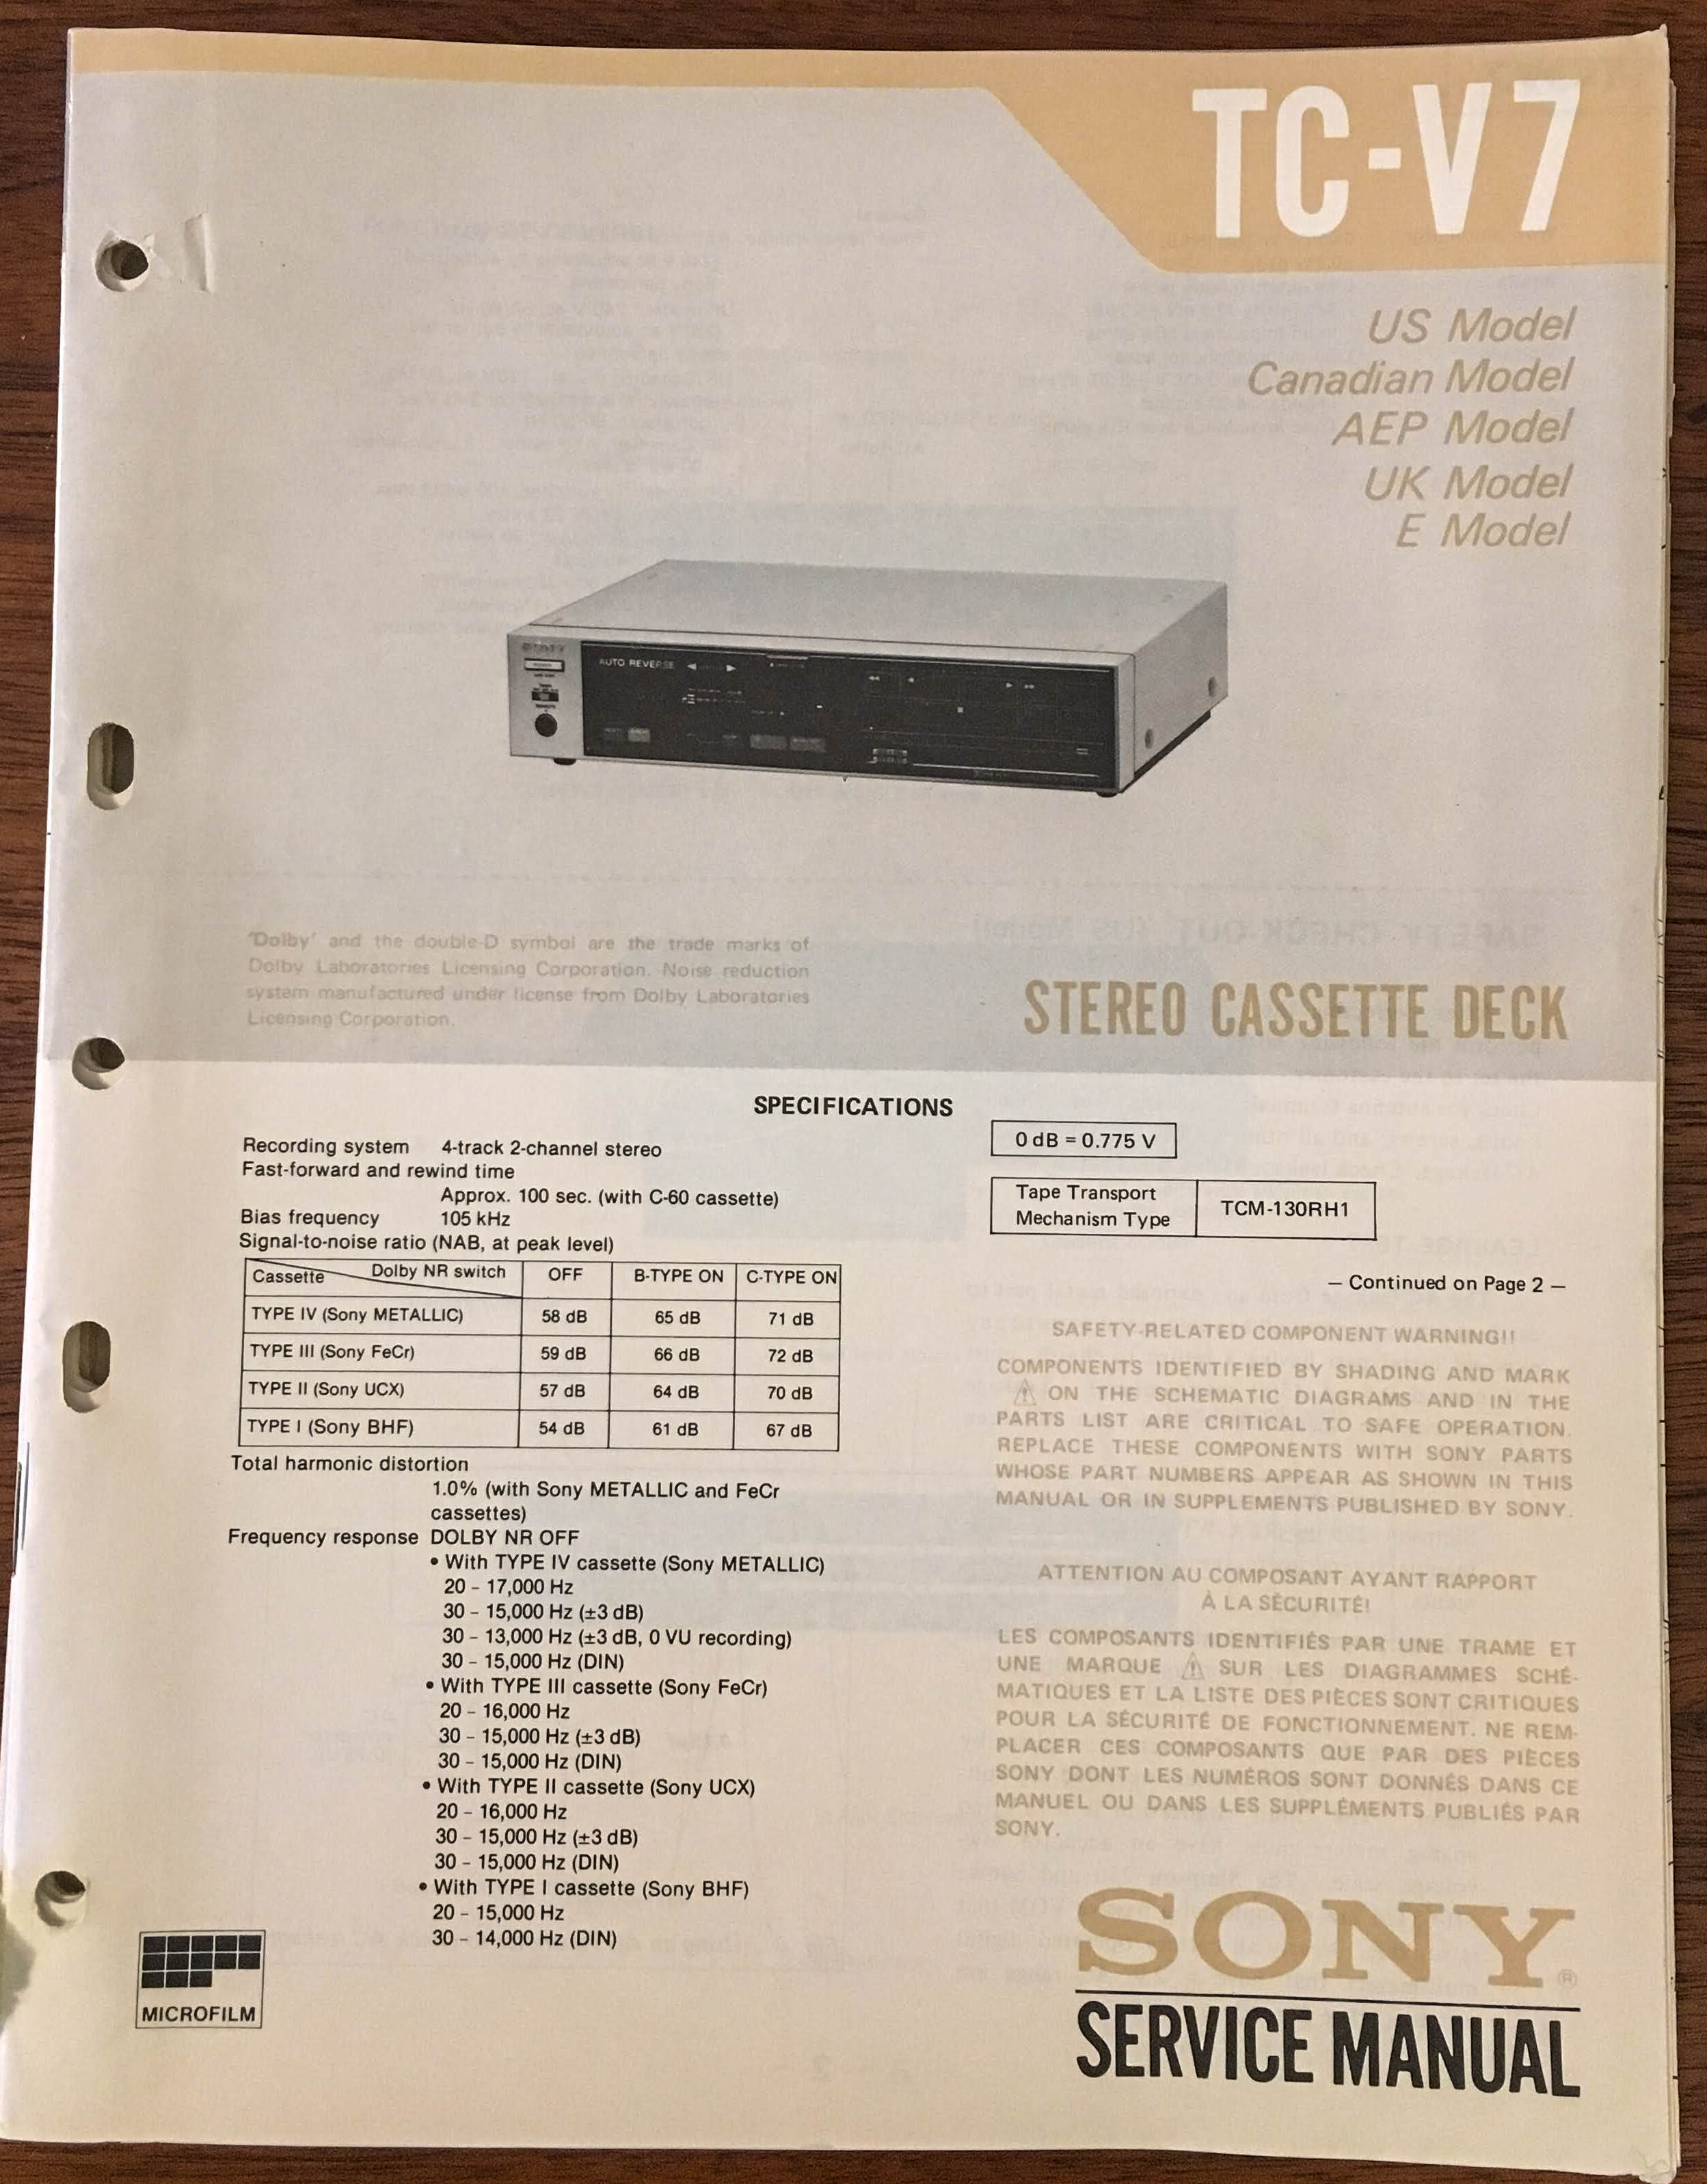 TC-V7
US Model
Canadian Model
AEP Model
UK Model
E Model
SONY
AUTO REVERSE
'Dolby' and the double-D symbol are the trade marks of
Dolby Laboratories Licensing Corporation. Noise reduction
system manufactured under license from Dolby Laboratories
Licensing Corporation.
STEREO CASSETTE DECK
SPECIFICATIONS
Recording system 4-track 2-channel stereo
Fast-forward and rewind time
Approx. 100 sec. (with C-60 cassette)
Bias frequency 105 kHz
Signal-to-noise ratio (NAB, at peak level)
Cassette Dolby NR switch OFF B-TYPE ON C-TYPE ON
TYPE IV (Sony METALLIC) 58 dB 65 dB 71 dB
TYPE III (Sony FeCr) 59 dB 66 dB 72 dB
TYPE II (Sony UCX) 57 dB 64 dB 70 dB
TYPE I (Sony BHF) 54 dB 61 dB 67 dB
Total harmonic distortion
1.0% (with Sony METALLIC and FeCr
cassettes)
Frequency response DOLBY NR OFF
• With TYPE IV cassette (Sony METALLIC)
20 – 17,000 Hz
30 – 15,000 Hz (±3 dB)
30 – 13,000 Hz (±3 dB, 0 VU recording)
30 – 15,000 Hz (DIN)
• With TYPE III cassette (Sony FeCr)
20 – 16,000 Hz
30 – 15,000 Hz (±3 dB)
30 – 15,000 Hz (DIN)
• With TYPE II cassette (Sony UCX)
20 – 16,000 Hz
30 – 15,000 Hz (±3 dB)
30 – 15,000 Hz (DIN)
• With TYPE I cassette (Sony BHF)
20 – 15,000 Hz
30 – 14,000 Hz (DIN)
MICROFILM
0 dB = 0.775 V
Tape Transport
Mechanism Type TCM-130RH1
— Continued on Page 2 —
SAFETY-RELATED COMPONENT WARNING!!
COMPONENTS IDENTIFIED BY SHADING AND MARK
⚠ ON THE SCHEMATIC DIAGRAMS AND IN THE
PARTS LIST ARE CRITICAL TO SAFE OPERATION.
REPLACE THESE COMPONENTS WITH SONY PARTS
WHOSE PART NUMBERS APPEAR AS SHOWN IN THIS
MANUAL OR IN SUPPLEMENTS PUBLISHED BY SONY.
ATTENTION AU COMPOSANT AYANT RAPPORT
À LA SÉCURITÉ!
LES COMPOSANTS IDENTIFIÉS PAR UNE TRAME ET
UNE MARQUE ⚠ SUR LES DIAGRAMMES SCHÉ-
MATIQUES ET LA LISTE DES PIÈCES SONT CRITIQUES
POUR LA SÉCURITÉ DE FONCTIONNEMENT. NE REM-
PLACER CES COMPOSANTS QUE PAR DES PIÈCES
SONY DONT LES NUMÉROS SONT DONNÉS DANS CE
MANUEL OU DANS LES SUPPLÉMENTS PUBLIÉS PAR
SONY.
SONY®
SERVICE MANUAL